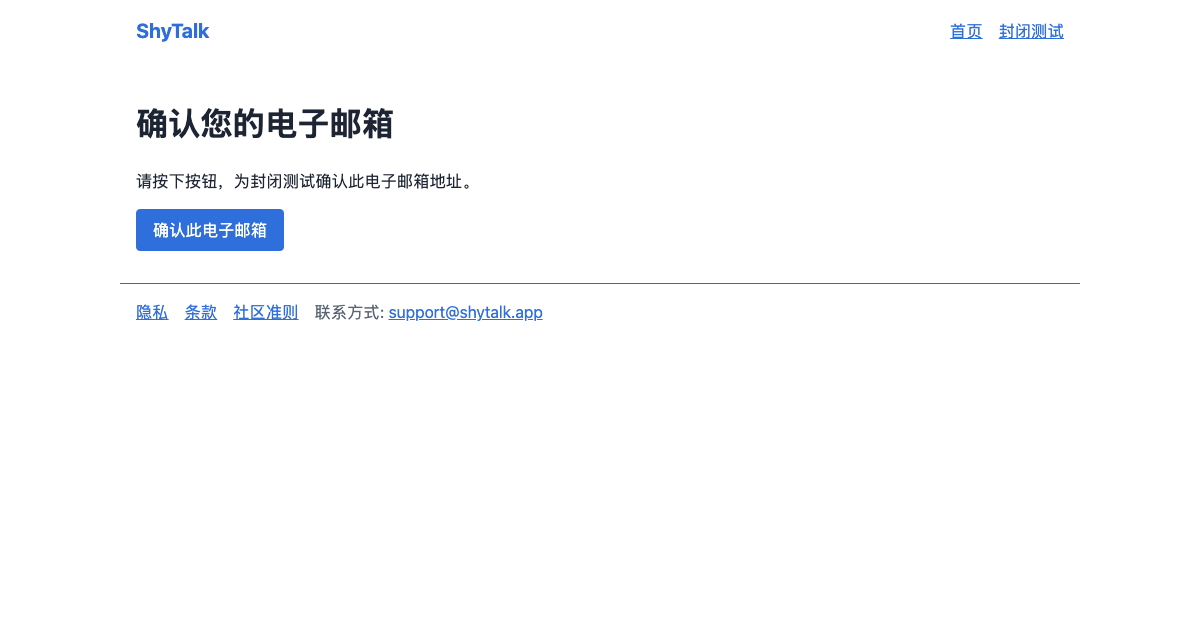 ShyTalk 首页 封闭测试
确认您的电子邮箱
请按下按钮，为封闭测试确认此电子邮箱地址。
确认此电子邮箱
隐私 条款 社区准则 联系方式: support@shytalk.app